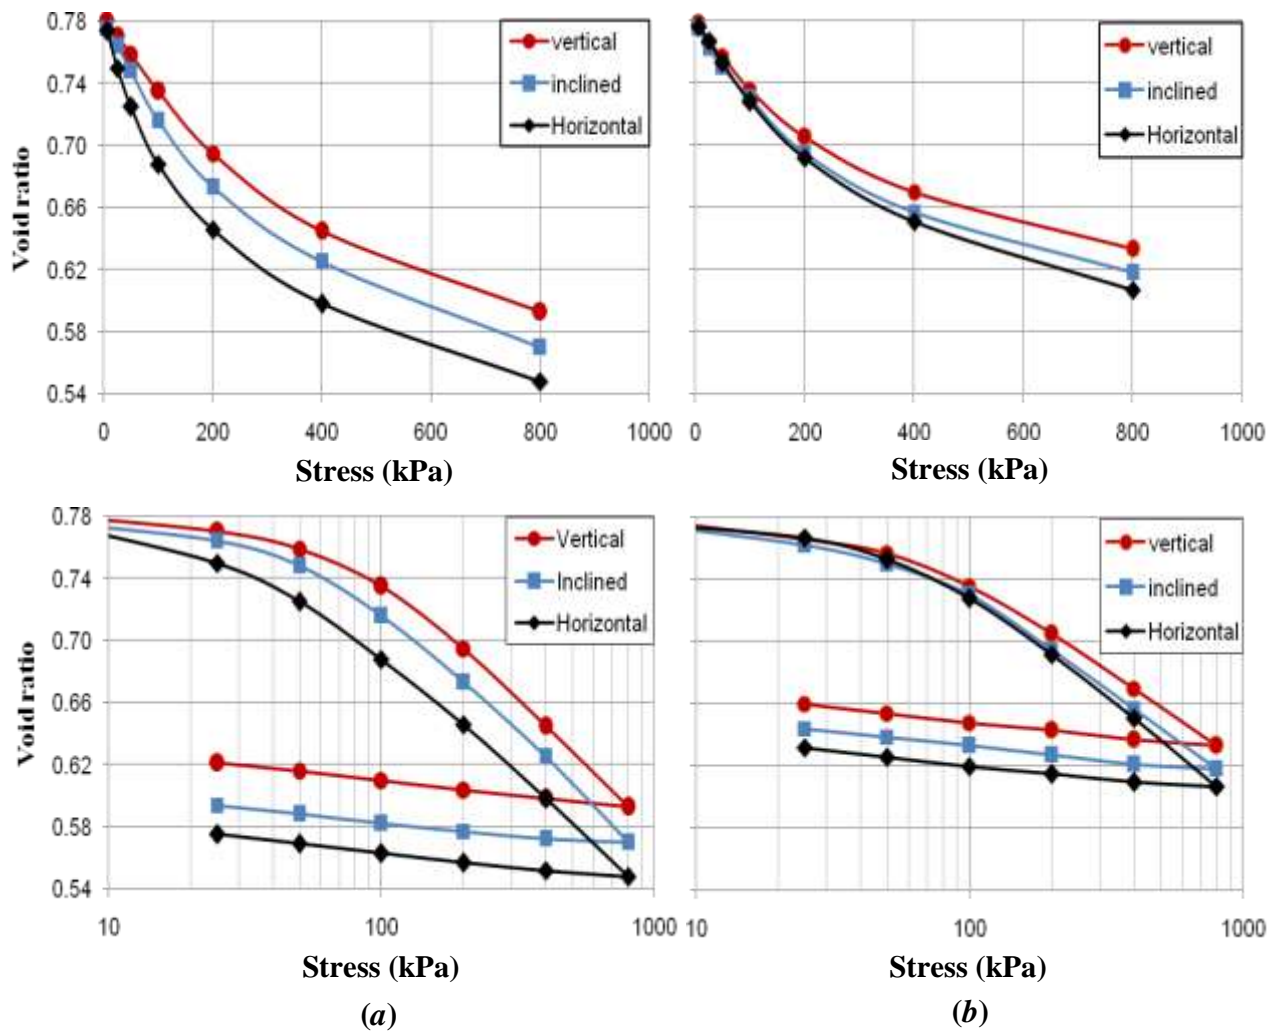 0.78
0.74
0.70
0.66
0.62
0.58
0.54
Void ratio
vertical
inclined
Horizontal
0 200 400 600 800 1000
Stress (kPa)
vertical
inclined
Horizontal
0 200 400 600 800 1000
Stress (kPa)
0.78
0.74
0.70
0.66
0.62
0.58
0.54
Void ratio
Vertical
Inclined
Horizontal
10 100 1000
Stress (kPa)
(a)
vertical
inclined
Horizontal
10 100 1000
Stress (kPa)
(b)